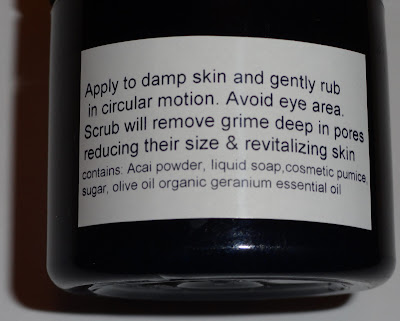 Apply to damp skin and gently rub
in circular motion. Avoid eye area.
Scrub will remove grime deep in pores
reducing their size & revitalizing skin
contains: Acai powder, liquid soap,cosmetic pumice,
sugar, olive oil organic geranium essential oil